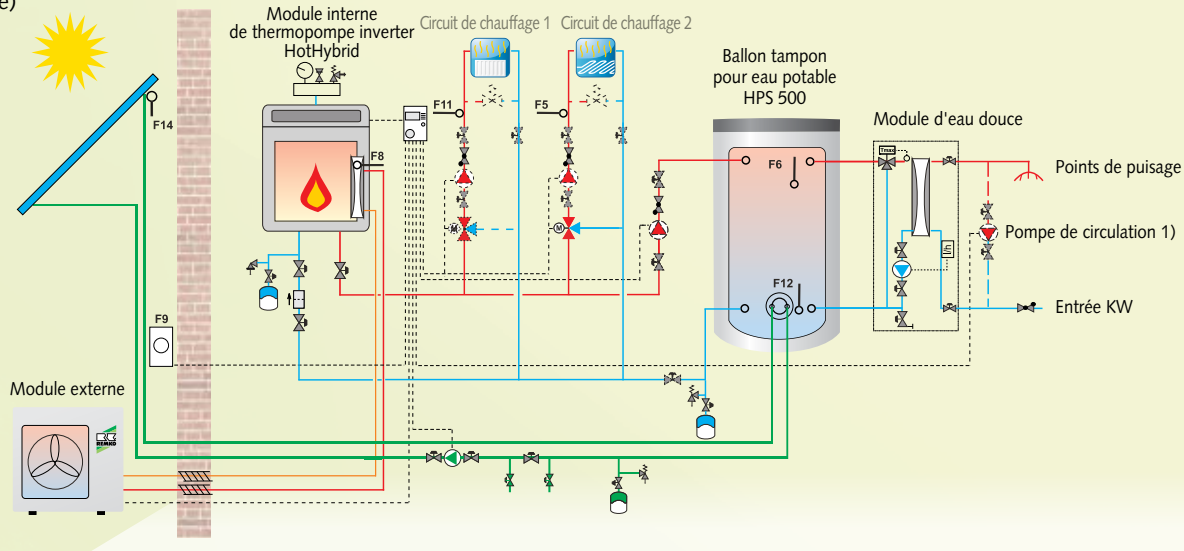 e)
Module interne
de thermopompe inverter
HotHybrid
Circuit de chauffage 1
Circuit de chauffage 2
Ballon tampon
pour eau potable
HPS 500
Module d'eau douce
F14
F11
F5
F8
F6
Tmax
Points de puisage
M
M
Pompe de circulation 1)
l/h
F12
Entrée KW
F9
Module externe
REMKO